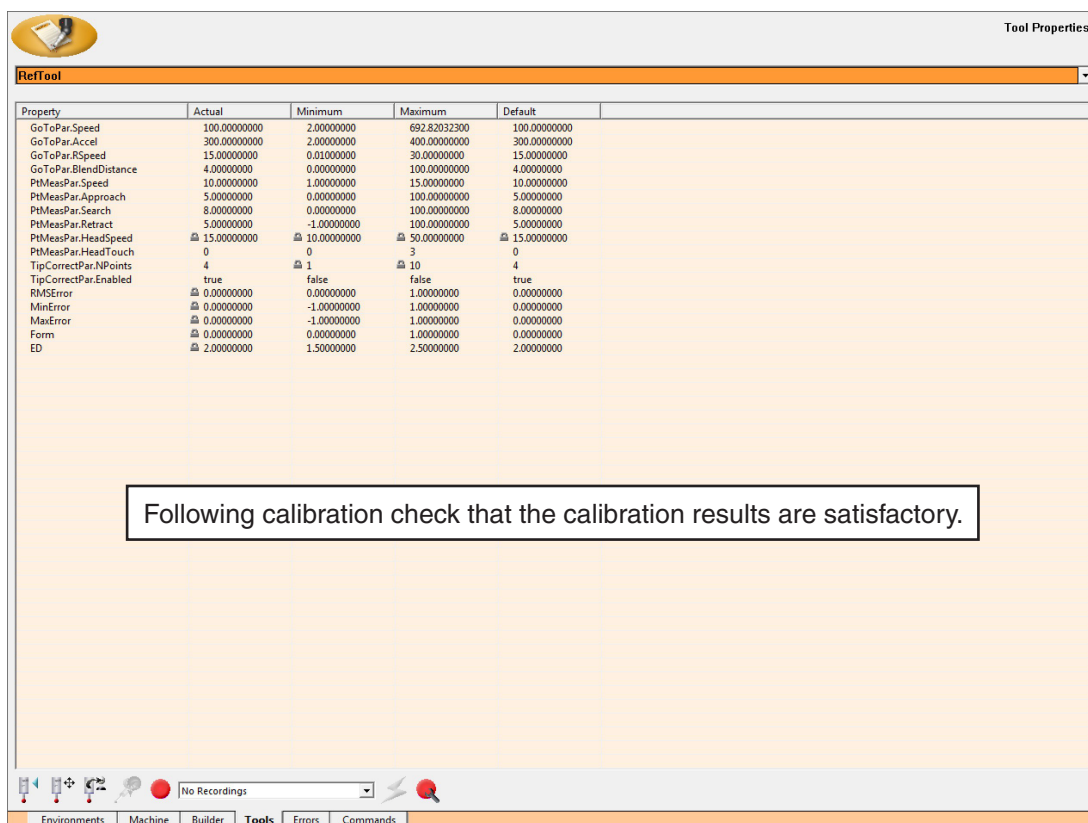 Tool Properties
RefTool
Property Actual Minimum Maximum Default
GoToPar.Speed 100.00000000 2.00000000 692.82032300 100.00000000
GoToPar.Accel 300.00000000 2.00000000 400.00000000 300.00000000
GoToPar.RSpeed 15.00000000 0.01000000 30.00000000 15.00000000
GoToPar.BlendDistance 4.00000000 0.00000000 100.00000000 4.00000000
PtMeasPar.Speed 10.00000000 1.00000000 15.00000000 10.00000000
PtMeasPar.Approach 5.00000000 0.00000000 100.00000000 5.00000000
PtMeasPar.Search 8.00000000 0.00000000 100.00000000 8.00000000
PtMeasPar.Retract 5.00000000 -1.00000000 100.00000000 5.00000000
PtMeasPar.HeadSpeed 15.00000000 10.00000000 50.00000000 15.00000000
PtMeasPar.HeadTouch 0 0 3 0
TipCorrectPar.NPoints 4 1 10 4
TipCorrectPar.Enabled true false false true
RMSError 0.00000000 0.00000000 1.00000000 0.00000000
MinError 0.00000000 -1.00000000 1.00000000 0.00000000
MaxError 0.00000000 -1.00000000 1.00000000 0.00000000
Form 0.00000000 0.00000000 1.00000000 0.00000000
ED 2.00000000 1.50000000 2.50000000 2.00000000
Following calibration check that the calibration results are satisfactory.
No Recordings
Environments Machine Builder Tools Errors Commands